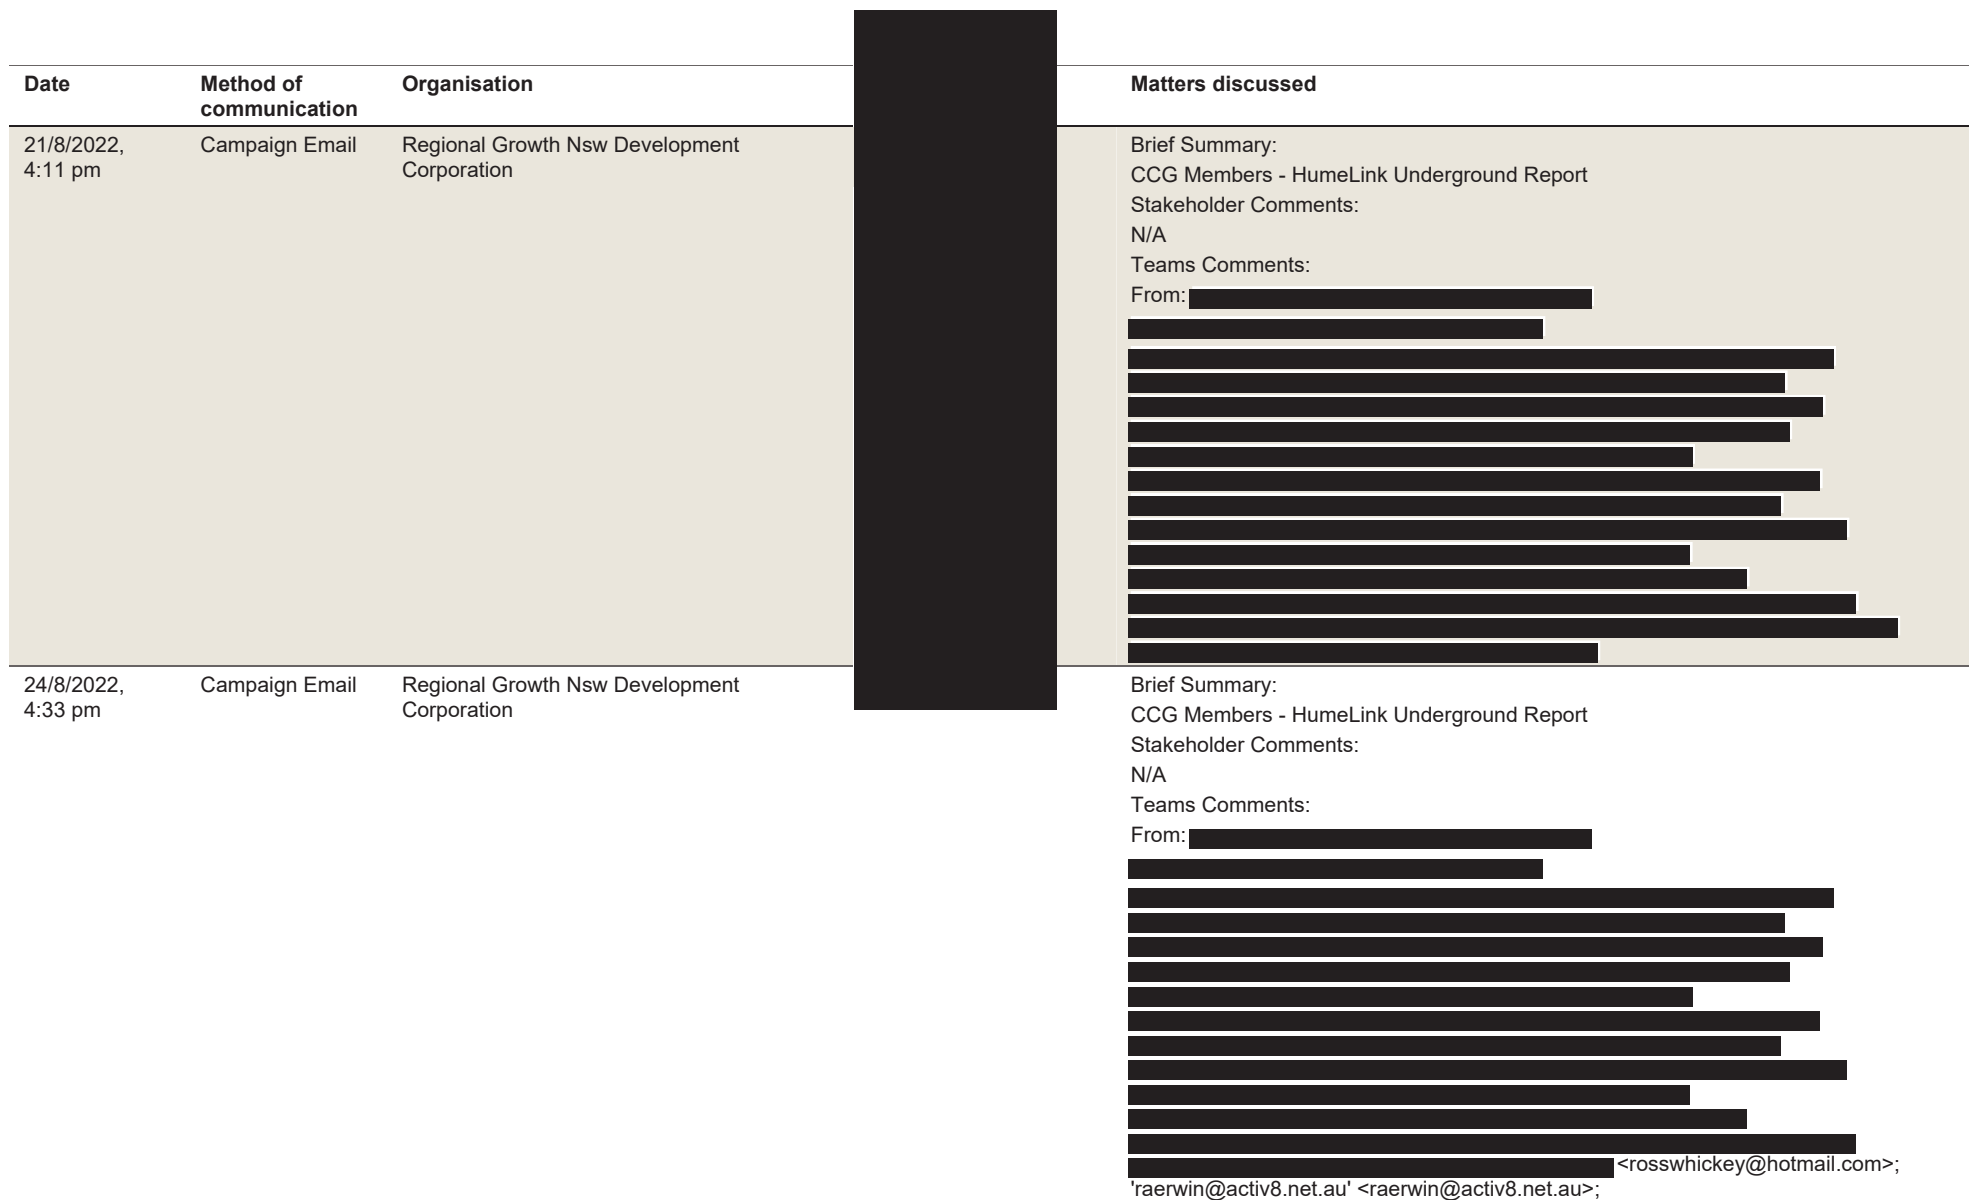 Date Method of Organisation Matters discussed
communication
21/8/2022, Campaign Email Regional Growth Nsw Development Brief Summary:
4:11 pm Corporation
CCG Members - HumeLink Underground Report
Stakeholder Comments:
N/A
Teams Comments:
From:
24/8/2022, Campaign Email Regional Growth Nsw Development Brief Summary:
4:33 pm Corporation
CCG Members - HumeLink Underground Report
Stakeholder Comments:
N/A
Teams Comments:
From:
<rosswhickey@hotmail.com>;
'raerwin@activ8.net.au' <raerwin@activ8.net.au>;